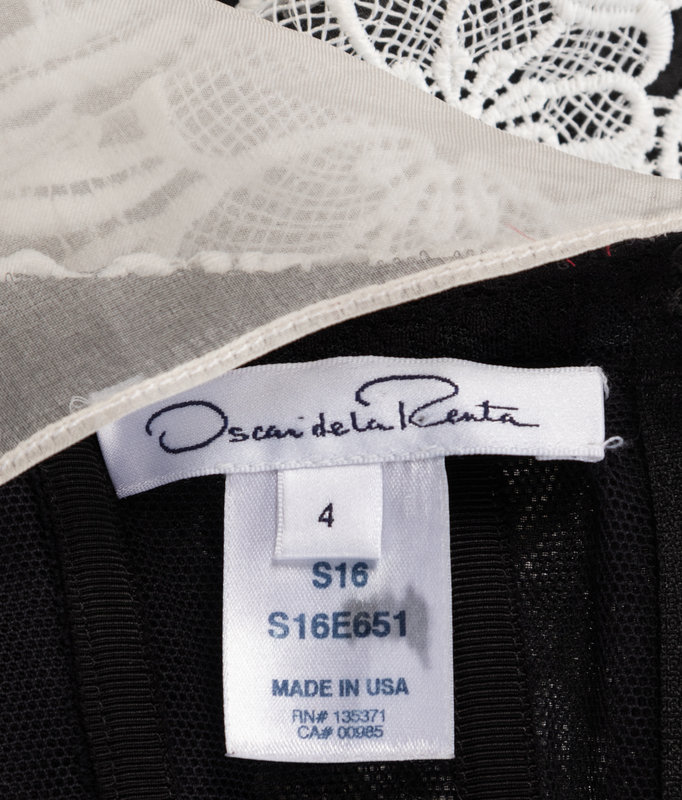 Oscar de la Renta
4
S16
S16E651
MADE IN USA
RN# 135371
CA# 00985